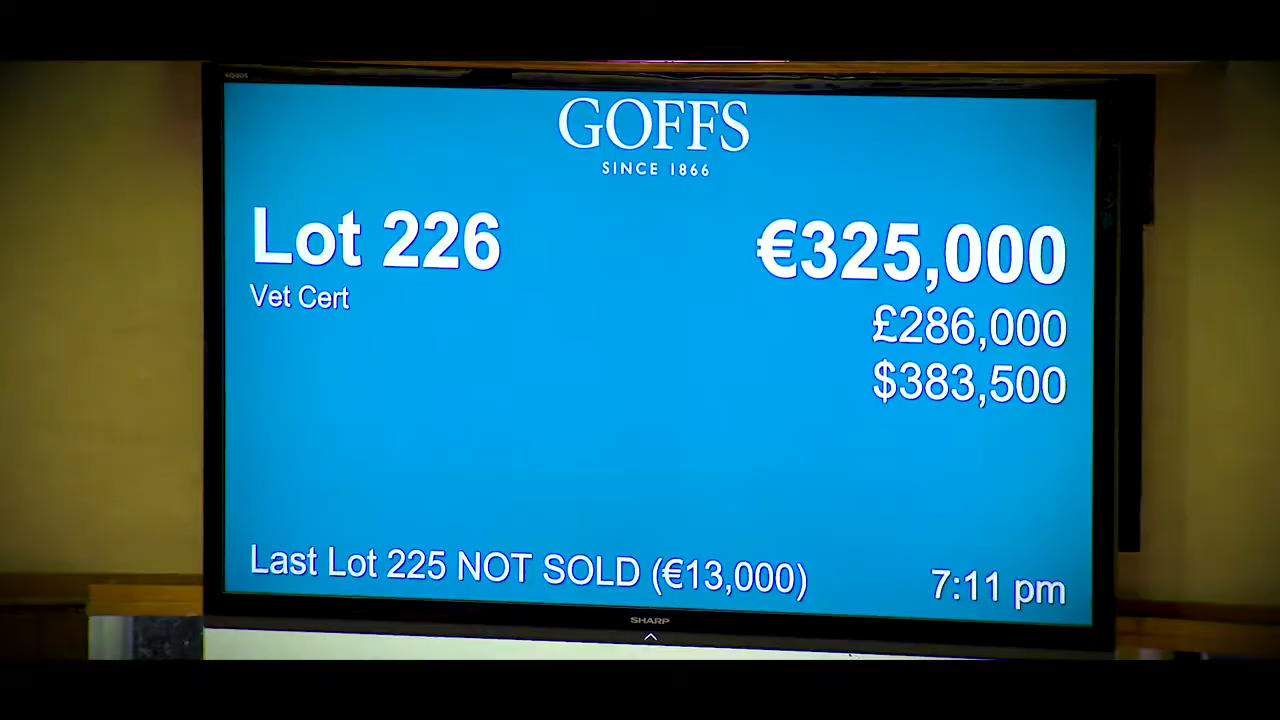 AQUOS
GOFFS
SINCE 1866
Lot 226
€325,000
Vet Cert
£286,000
$383,500
Last Lot 225 NOT SOLD (€13,000)
7:11 pm
SHARP